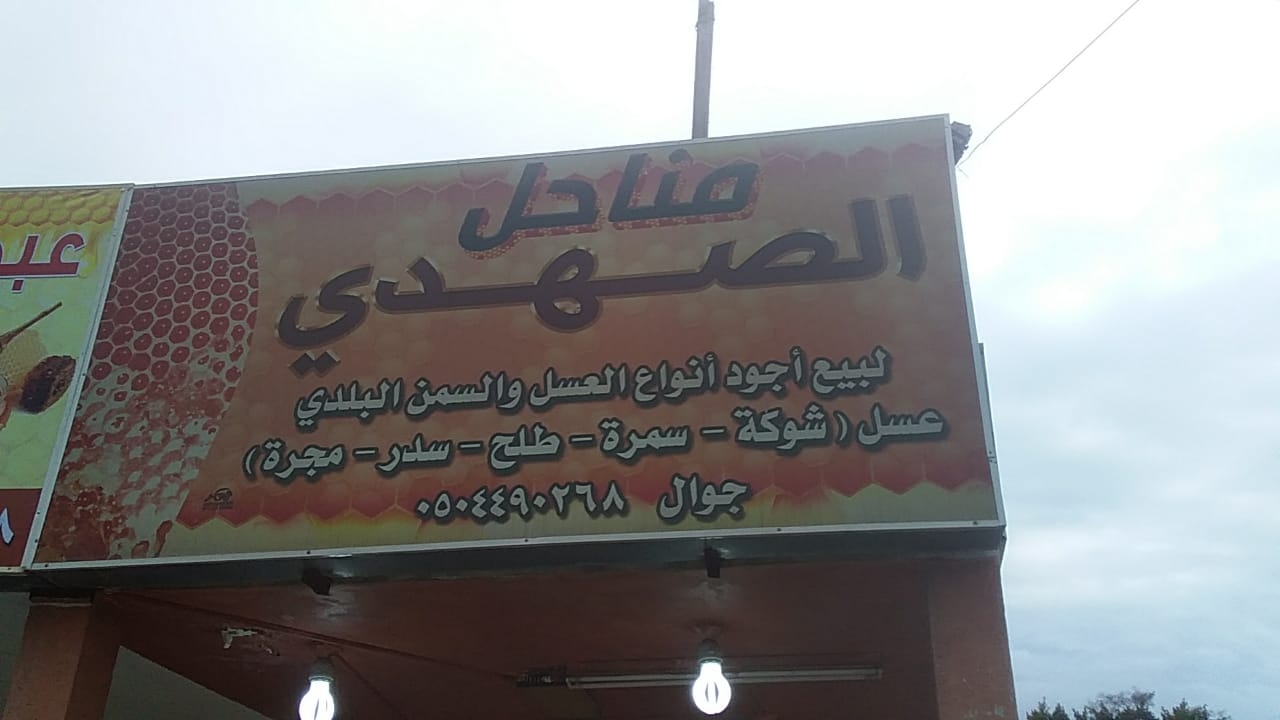 مناحل
الصهدي
لبيع أجود أنواع العسل والسمن البلدي
عسل ( شوكة - سمرة - طلح - سدر - مجرة )
جوال ٠٥٠٤٤٩٠٢٦٨